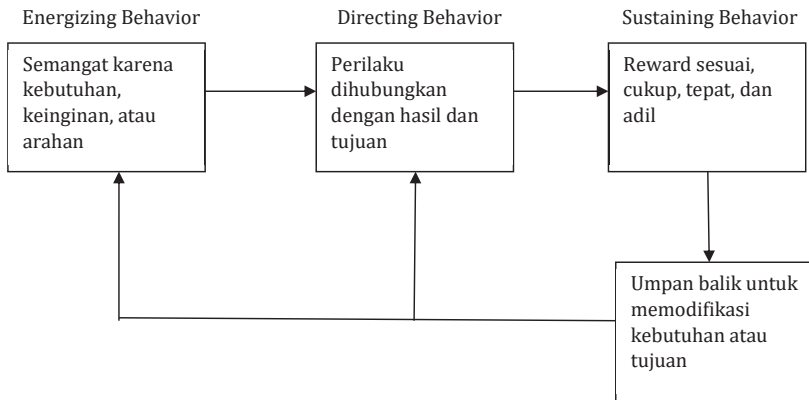 Energizing Behavior
Directing Behavior
Sustaining Behavior
Semangat karena
kebutuhan,
keinginan, atau
arahan
Perilaku
dihubungkan
dengan hasil dan
tujuan
Reward sesuai,
cukup, tepat, dan
adil
Umpan balik untuk
memodifikasi
kebutuhan atau
tujuan